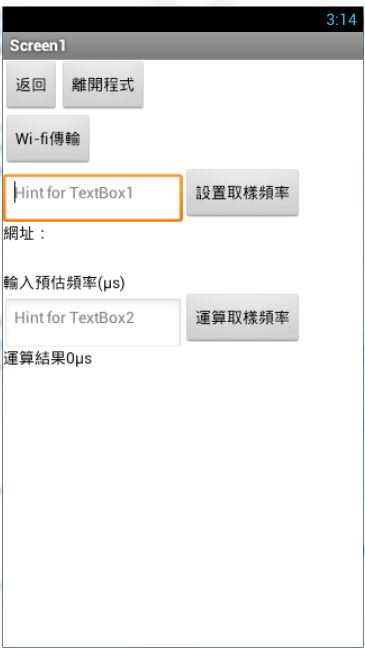 3:14
Screen1
返回 離開程式
Wi-fi傳輸
Hint for TextBox1 設置取樣頻率
網址：
輸入預估頻率(μs)
Hint for TextBox2 運算取樣頻率
運算結果0μs